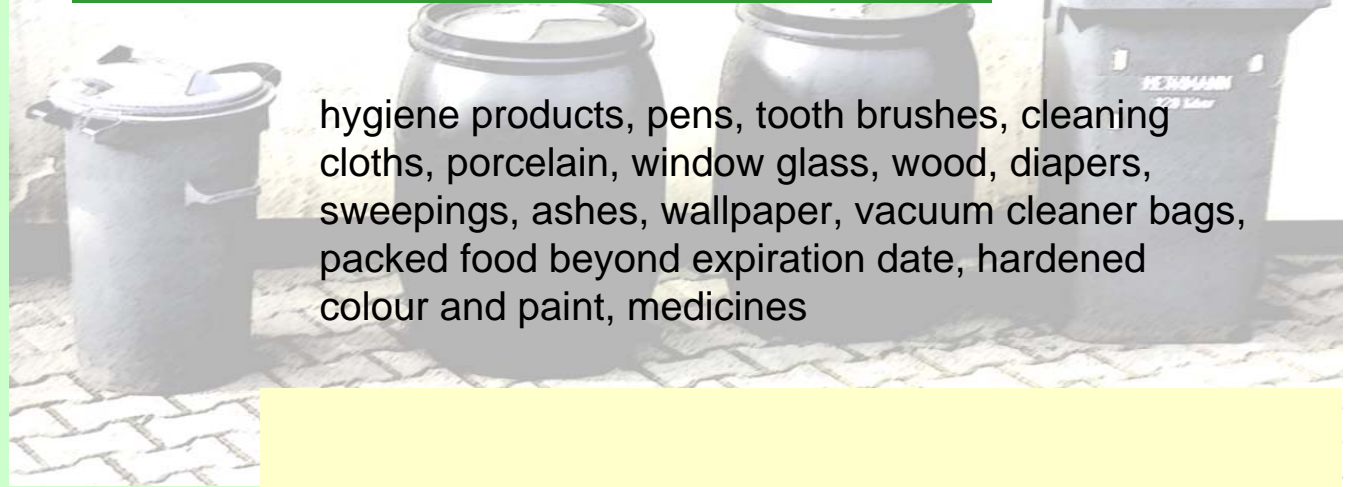 hygiene products, pens, tooth brushes, cleaning
cloths, porcelain, window glass, wood, diapers,
sweepings, ashes, wallpaper, vacuum cleaner bags,
packed food beyond expiration date, hardened
colour and paint, medicines